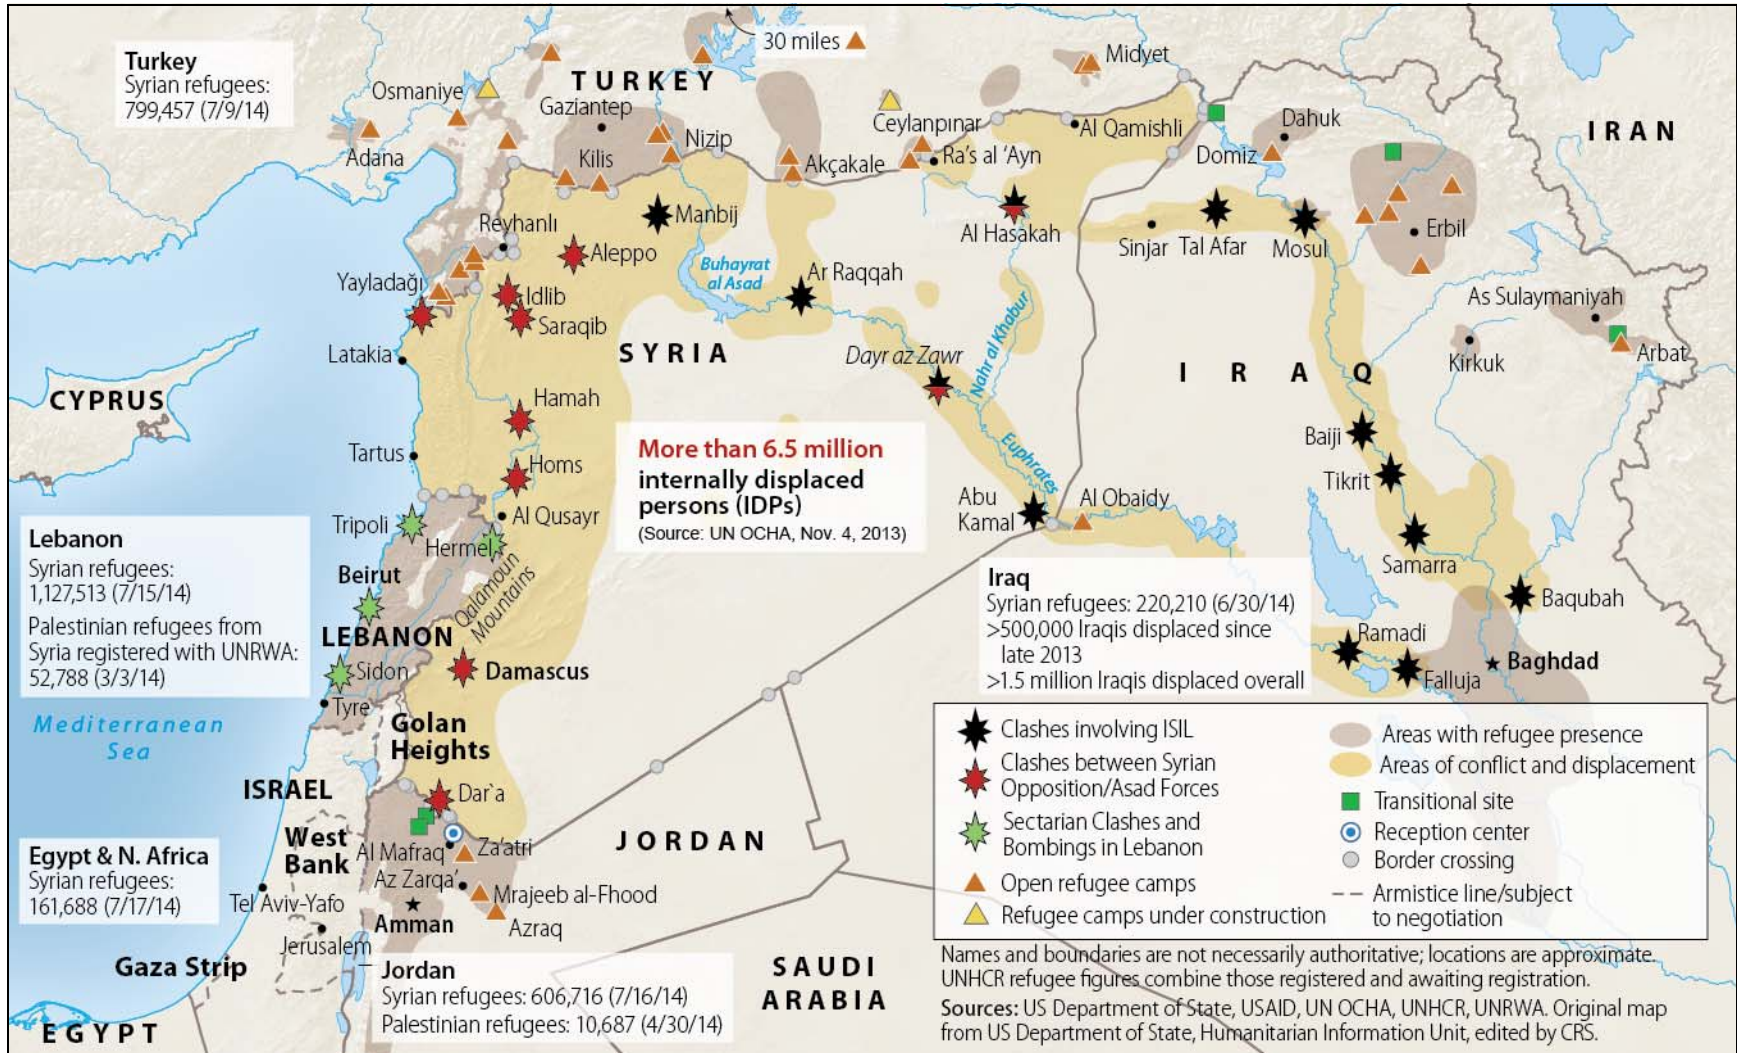 30 miles
Turkey
Syrian refugees:
799,457 (7/9/14)
TURKEY
Osmaniye
Gaziantep
Nizip
Adana
Kilis
Akçakale
Ceylanpınar
Ra's al 'Ayn
Midyet
Al Qamishli
Dahuk
Domiz
IRAN
Reyhanlı
Manbij
Aleppo
Al Hasakah
Sinjar
Tal Afar
Mosul
Erbil
Yayladağı
Idlib
Saraqib
Buhayrat
al Asad
Ar Raqqah
As Sulaymaniyah
Kirkuk
Arbat
Latakia
SYRIA
Dayr az Zawr
Nahr al Khabur
IRAQ
CYPRUS
Hamah
Tartus
Homs
More than 6.5 million
internally displaced
persons (IDPs)
(Source: UN OCHA, Nov. 4, 2013)
Euphrates
Abu
Kamal
Al Obaidy
Baiji
Tikrit
Samarra
Baqubah
Al Qusayr
Tripoli
Hermel
Qalamoun
Mountains
Beirut
LEBANON
Sidon
Tyre
Damascus
Lebanon
Syrian refugees:
1,127,513 (7/15/14)
Palestinian refugees from
Syria registered with UNRWA:
52,788 (3/3/14)
Iraq
Syrian refugees: 220,210 (6/30/14)
>500,000 Iraqis displaced since
late 2013
>1.5 million Iraqis displaced overall
Ramadi
Falluja
Baghdad
Mediterranean
Sea
Golan
Heights
ISRAEL
Dar`a
West
Bank
Al Mafraq
Za'atri
Az Zarqa'
Mrajeeb al-Fhood
Azraq
Amman
JORDAN
Egypt & N. Africa
Syrian refugees:
161,688 (7/17/14)
Tel Aviv-Yafo
Jerusalem
Gaza Strip
EGYPT
Jordan
Syrian refugees: 606,716 (7/16/14)
Palestinian refugees: 10,687 (4/30/14)
SAUDI
ARABIA
Clashes involving ISIL
Clashes between Syrian
Opposition/Asad Forces
Sectarian Clashes and
Bombings in Lebanon
Open refugee camps
Refugee camps under construction
Areas with refugee presence
Areas of conflict and displacement
Transitional site
Reception center
Border crossing
Armistice line/subject
to negotiation
Names and boundaries are not necessarily authoritative; locations are approximate.
UNHCR refugee figures combine those registered and awaiting registration.
Sources: US Department of State, USAID, UN OCHA, UNHCR, UNRWA. Original map
from US Department of State, Humanitarian Information Unit, edited by CRS.